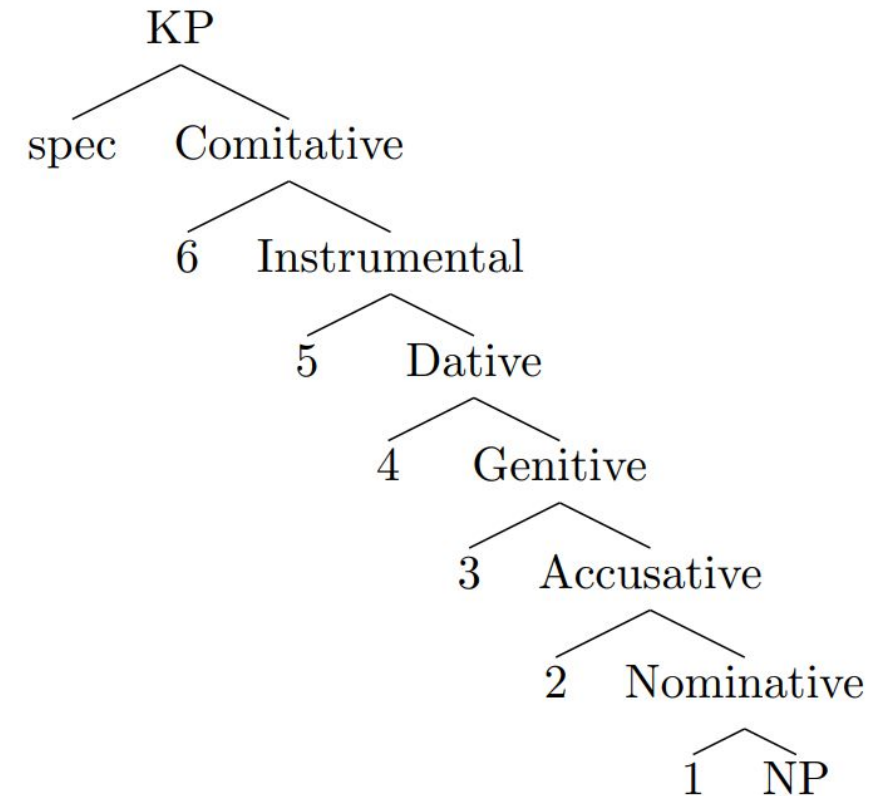 KP
spec Comitative
6 Instrumental
5 Dative
4 Genitive
3 Accusative
2 Nominative
1 NP